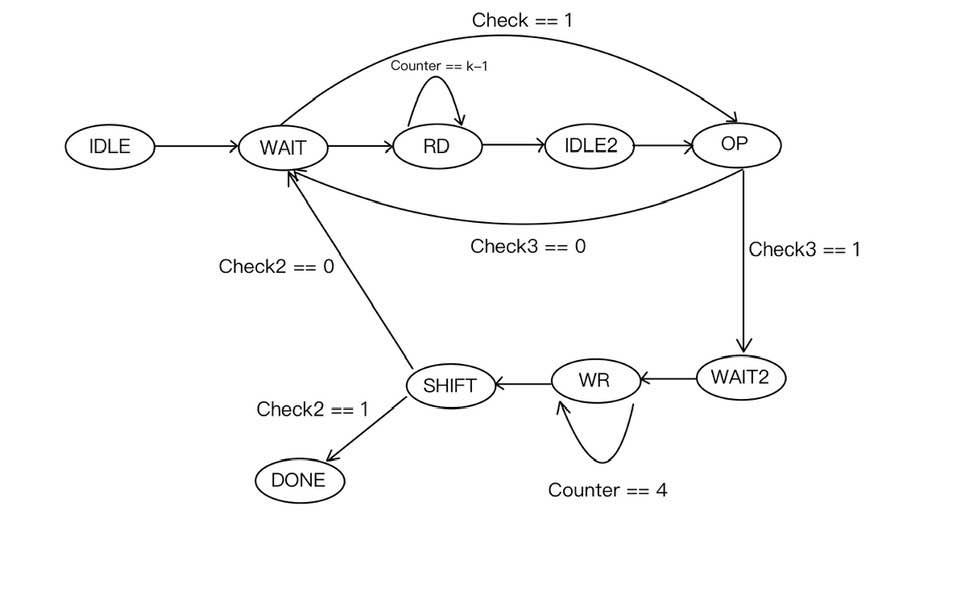 Check == 1
Counter == k-1
IDLE
WAIT
RD
IDLE2
OP
Check3 == 0
Check3 == 1
Check2 == 0
SHIFT
WR
WAIT2
Check2 == 1
DONE
Counter == 4